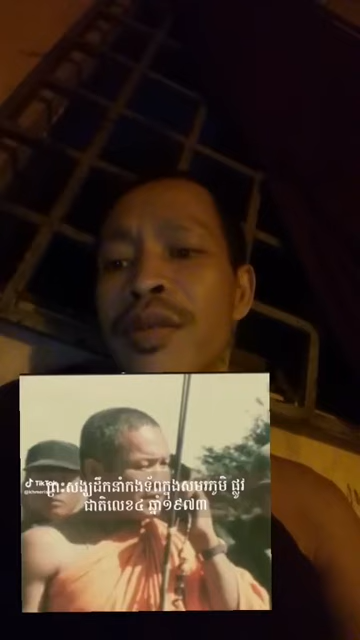 TikTok
ព្រះសង្ឃដឹកនាំកងទ័ពក្នុងសមរភូមិ ផ្លូវ
ជាតិលេខ៤ ឆ្នាំ១៩៧៣